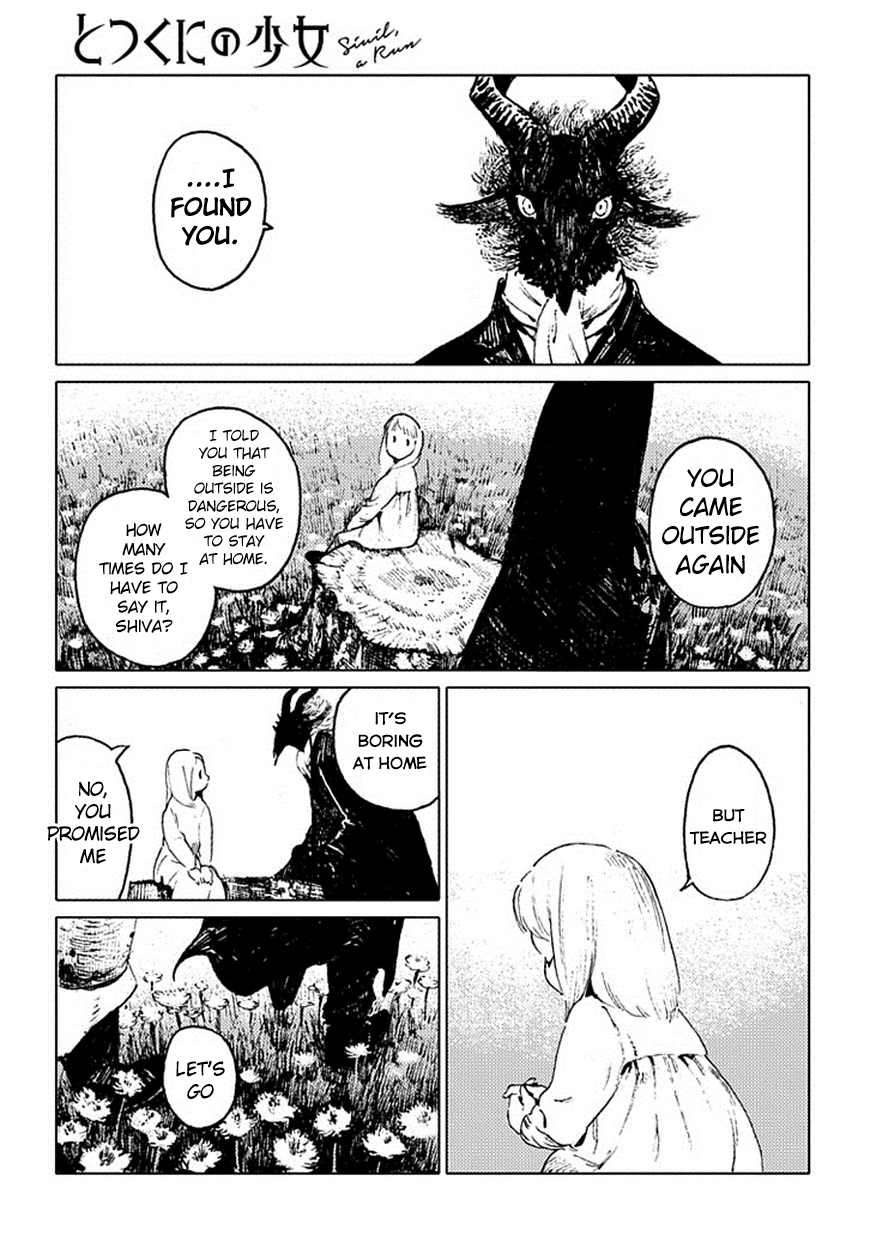 とつくにの少女
Siúil,
a Run
....I
FOUND
YOU.
YOU
CAME
OUTSIDE
AGAIN
I TOLD
YOU THAT
BEING
OUTSIDE IS
DANGEROUS,
SO YOU HAVE
TO STAY
AT HOME.
HOW
MANY
TIMES DO I
HAVE TO
SAY IT,
SHIVA?
BUT
TEACHER
IT'S
BORING
AT HOME
NO,
YOU
PROMISED
ME
LET'S
GO